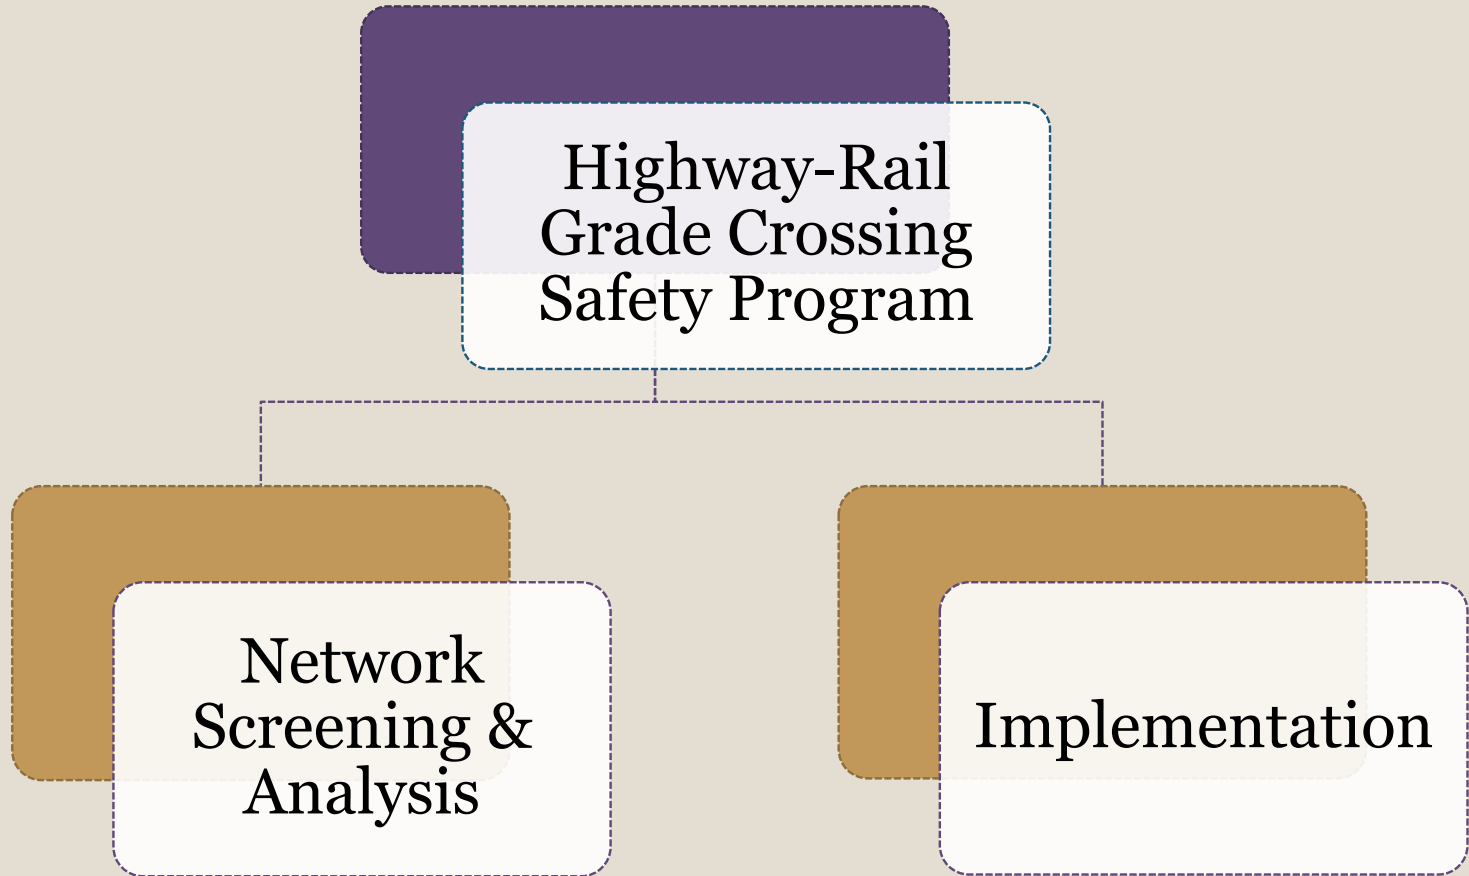 Highway-Rail
Grade Crossing
Safety Program
Network
Screening &
Analysis
Implementation